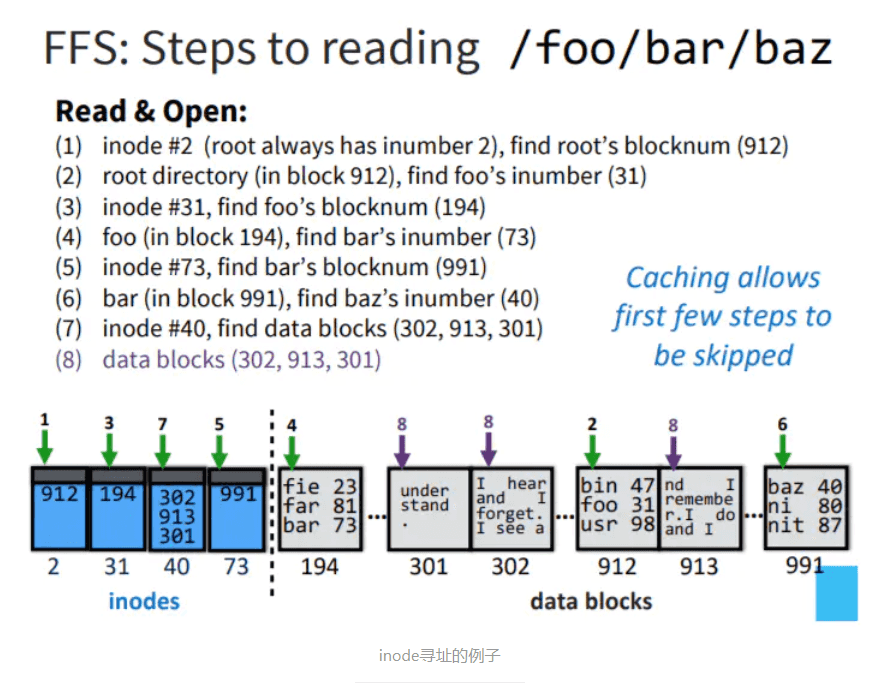 FFS: Steps to reading /foo/bar/baz
Read & Open:
(1) inode #2 (root always has inumber 2), find root's blocknum (912)
(2) root directory (in block 912), find foo's inumber (31)
(3) inode #31, find foo's blocknum (194)
(4) foo (in block 194), find bar's inumber (73)
(5) inode #73, find bar's blocknum (991)
(6) bar (in block 991), find baz's inumber (40)
(7) inode #40, find data blocks (302, 913, 301)
(8) data blocks (302, 913, 301)
Caching allows
first few steps to
be skipped
1 3 7 5 4 8 8 2 8 6
912
194
302
913
301
991
fie 23
far 81
bar 73
...
under
stand
.
I hear
and I
forget.
I see a
...
bin 47
foo 31
usr 98
nd I
remembe
r.I do
and I
...
baz 40
ni 80
nit 87
2 31 40 73 194 301 302 912 913 991
inodes
data blocks
inode寻址的例子